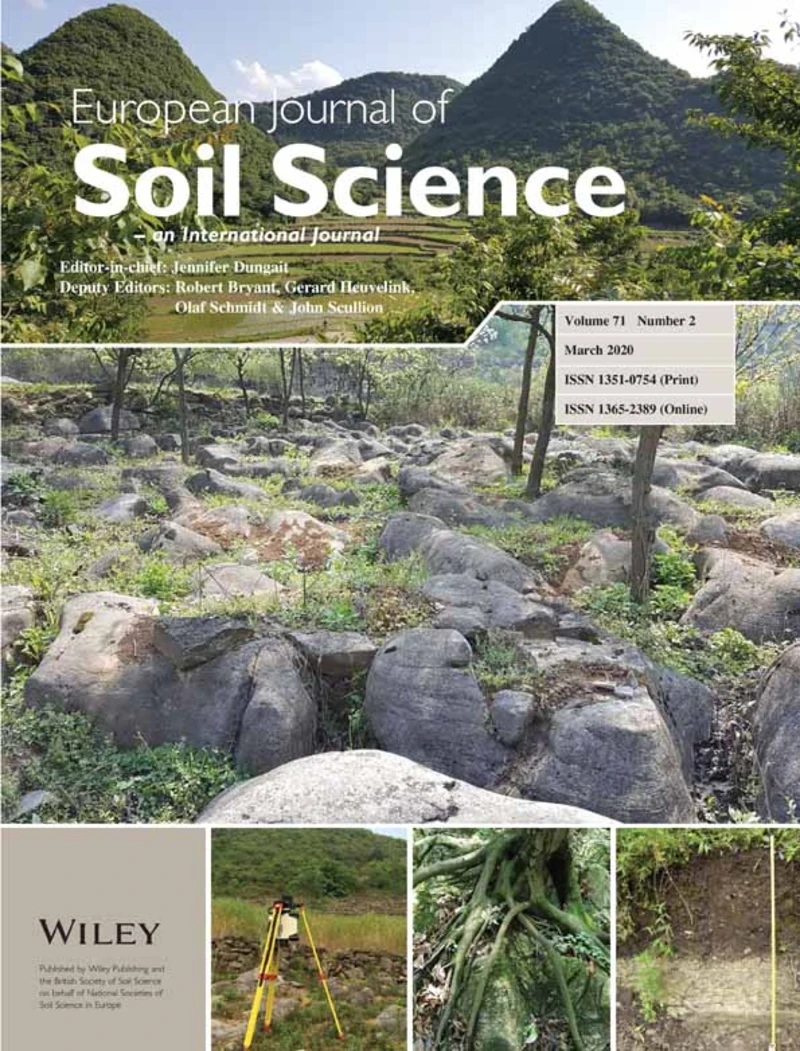 European Journal of
Soil Science
– an International Journal
Editor-in-chief: Jennifer Dungait
Deputy Editors: Robert Bryant, Gerard Heuvelink,
Olaf Schmidt & John Scullion
Volume 71 Number 2
March 2020
ISSN 1351-0754 (Print)
ISSN 1365-2389 (Online)
WILEY
Published by Wiley Publishing and
the British Society of Soil Science
on behalf of National Societies of
Soil Science in Europe